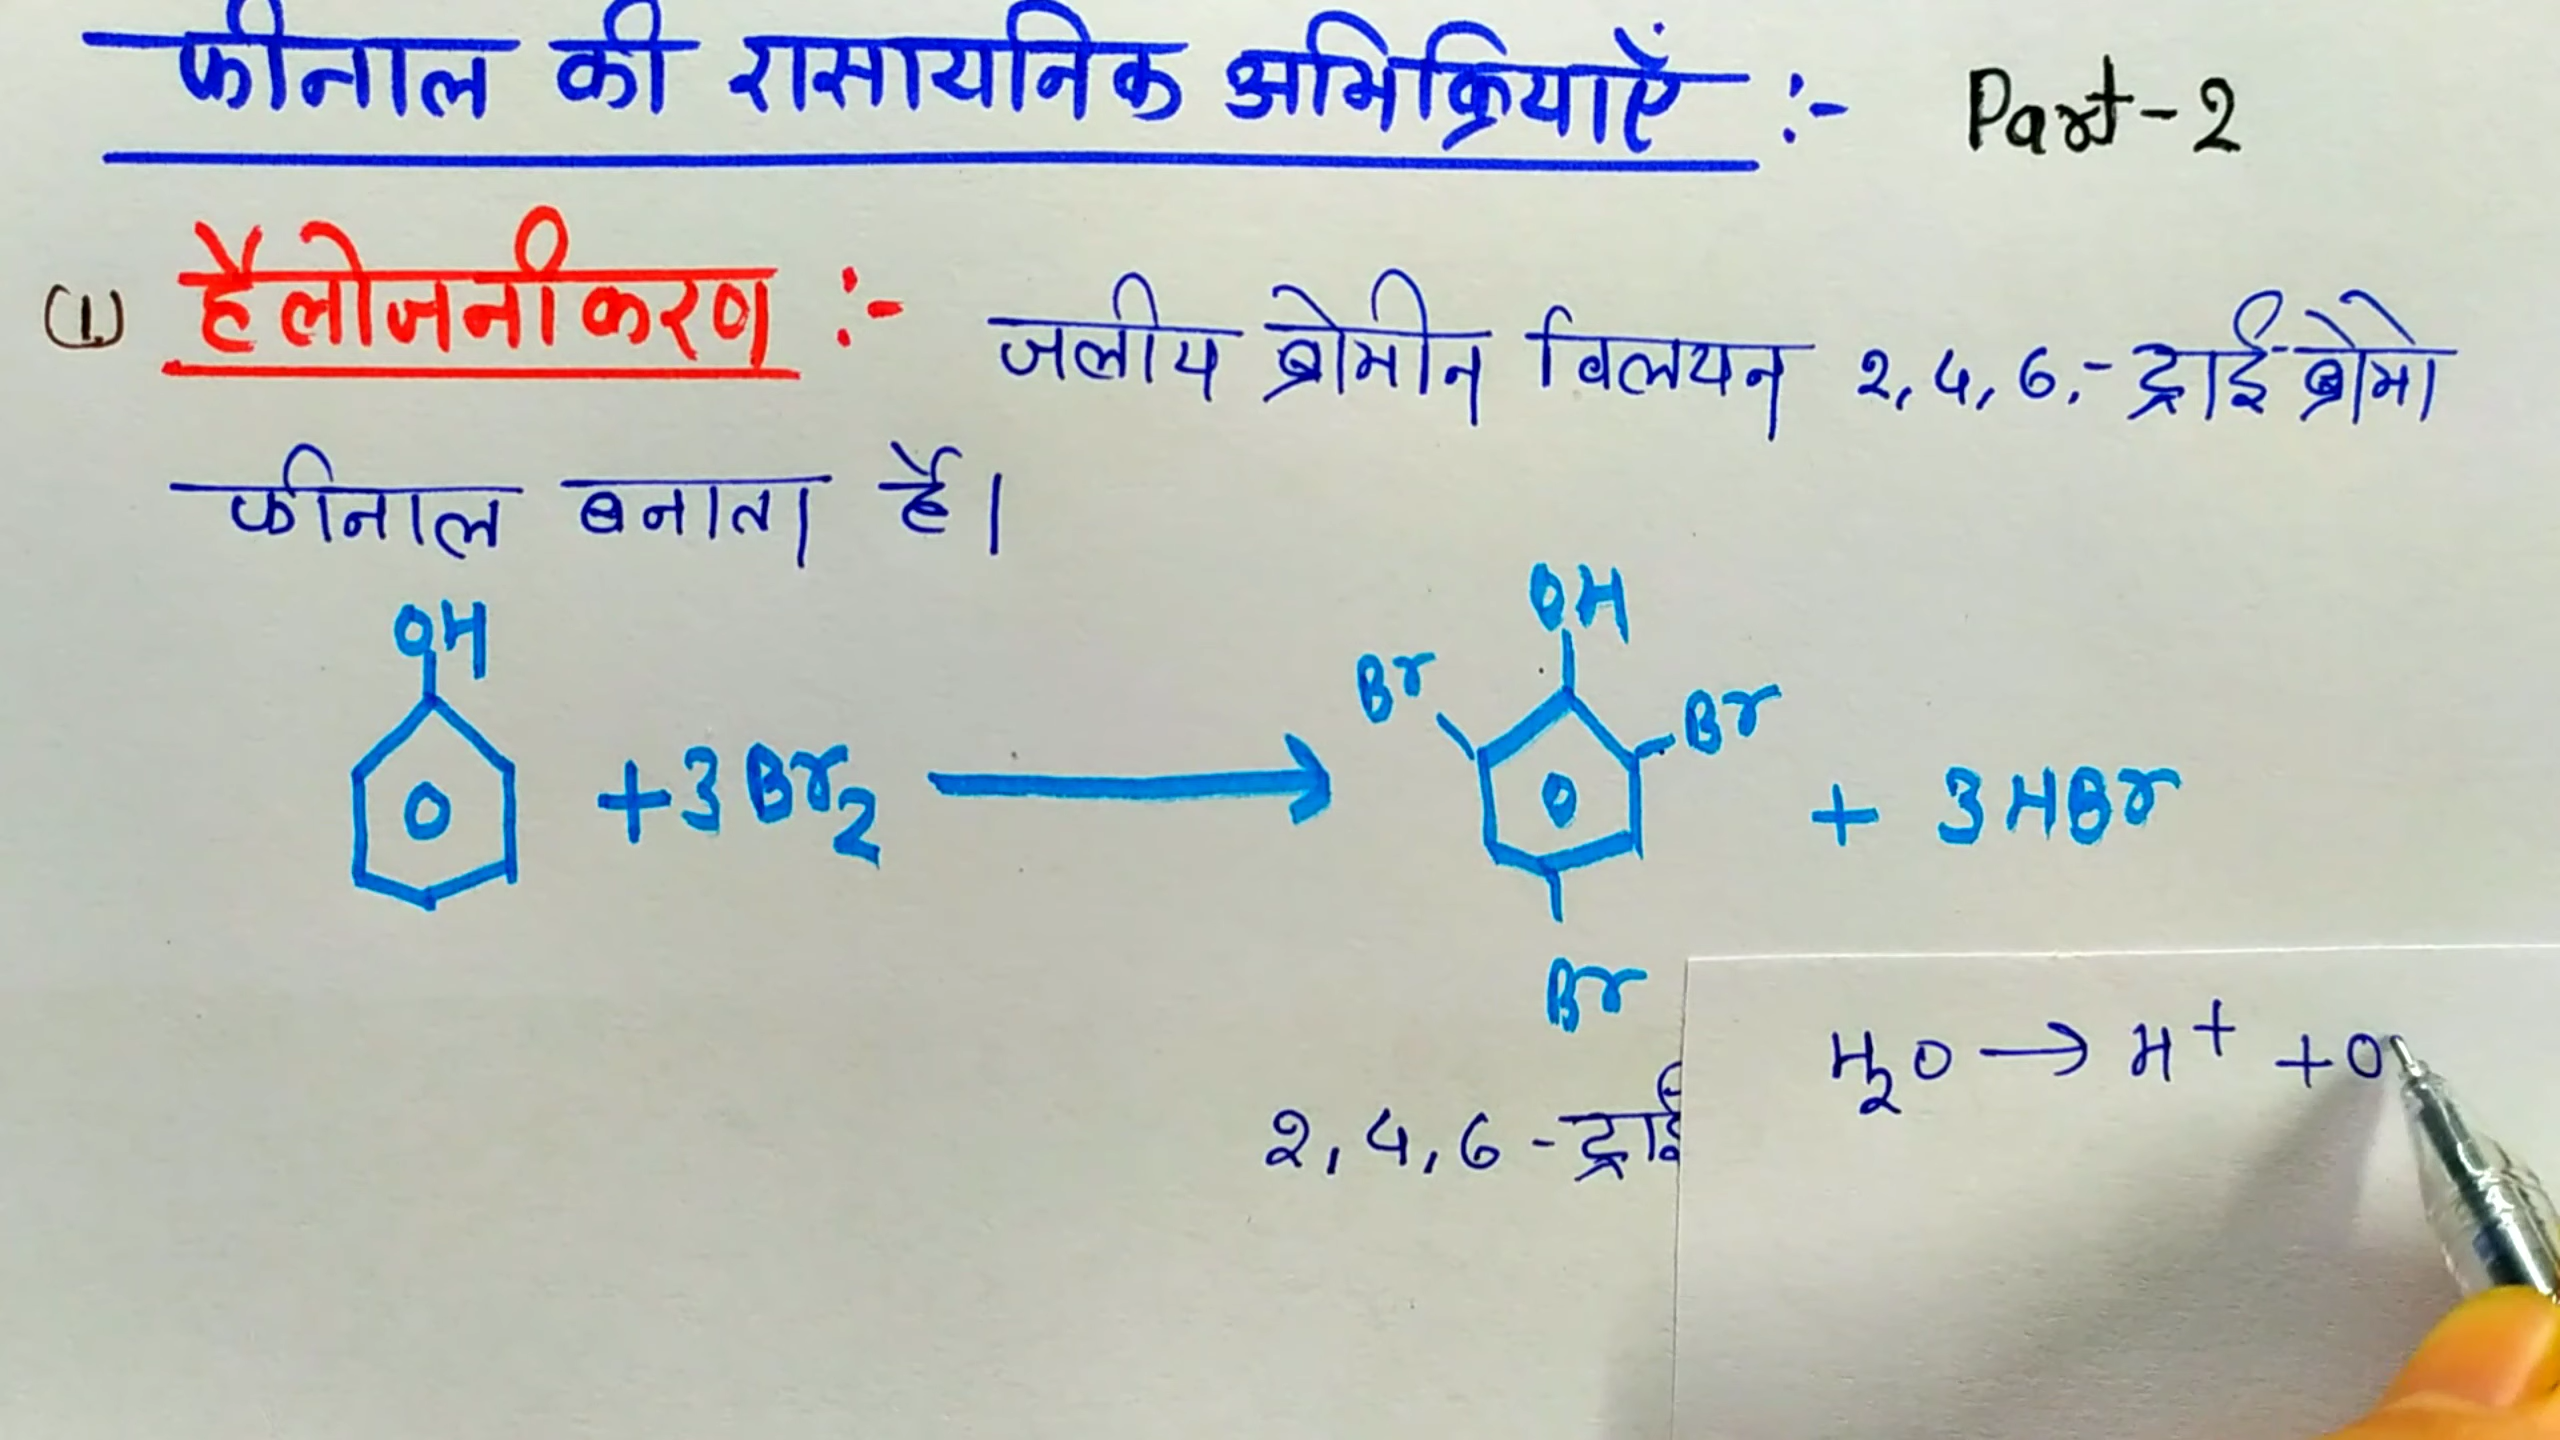 फीनाल की रासायनिक अभिक्रियाएँ :- Part-2
(1.) हैलोजनीकरण :- जलीय ब्रोमीन विलयन 2,4,6,- ट्राई ब्रोमो
फीनाल बनाता है।
OH
+3Br2
OH
Br
Br
+ 3HBr
Br
2,4,6-ट्राई
H2O → H+ + O